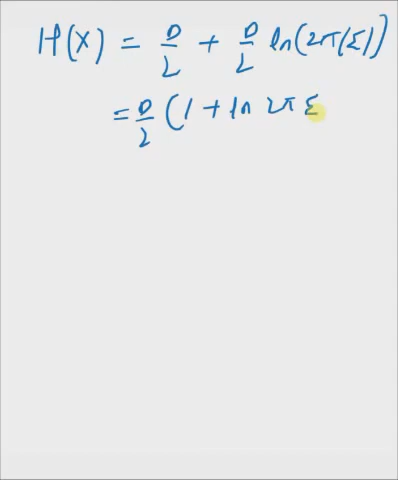 H(X) = D/2 + D/2 ln(2π|Σ|)
= D/2 (1 + ln 2π Σ